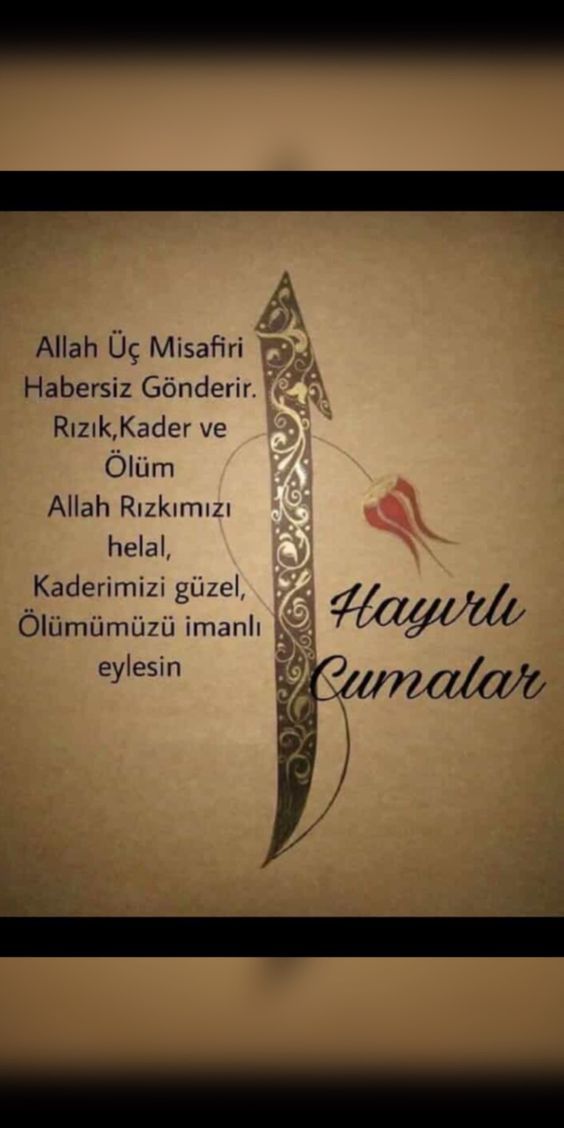 Allah Üç Misafiri
Habersiz Gönderir.
Rızık,Kader ve
Ölüm
Allah Rızkımızı
helal,
Kaderimizi güzel,
Ölümümüzü imanlı
eylesin
Hayırlı
Cumalar